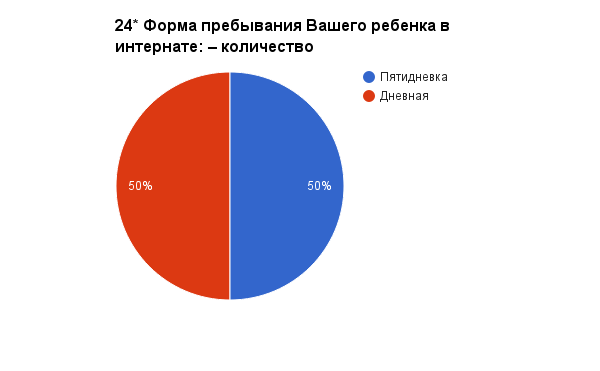 24* Форма пребывания Вашего ребенка в
интернате: – количество
Пятидневка
Дневная
50%
50%